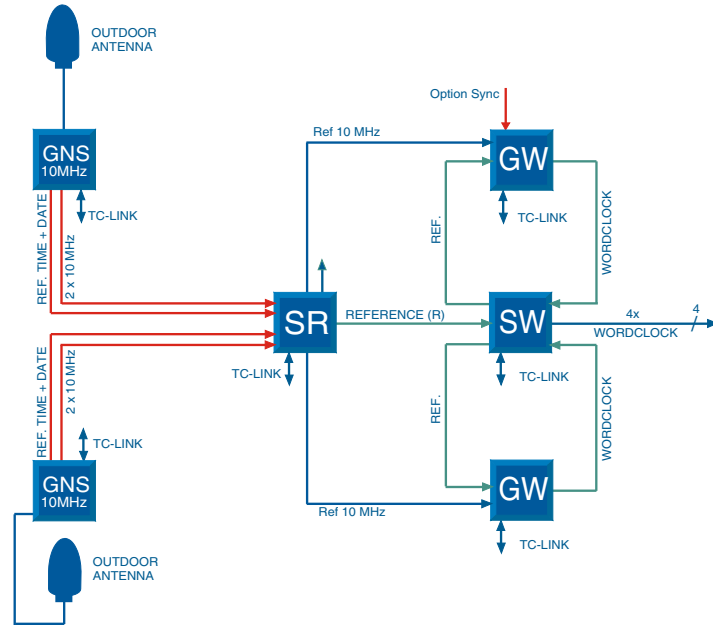 OUTDOOR
ANTENNA
GNS
10MHz
TC-LINK
REF. TIME + DATE
2 x 10 MHz
REF. TIME + DATE
2 x 10 MHz
TC-LINK
GNS
10MHz
OUTDOOR
ANTENNA
Ref 10 MHz
SR
TC-LINK
REFERENCE (R)
Ref 10 MHz
Option Sync
GW
TC-LINK
REF.
WORDCLOCK
SW
TC-LINK
4x
WORDCLOCK
4
REF.
WORDCLOCK
GW
TC-LINK